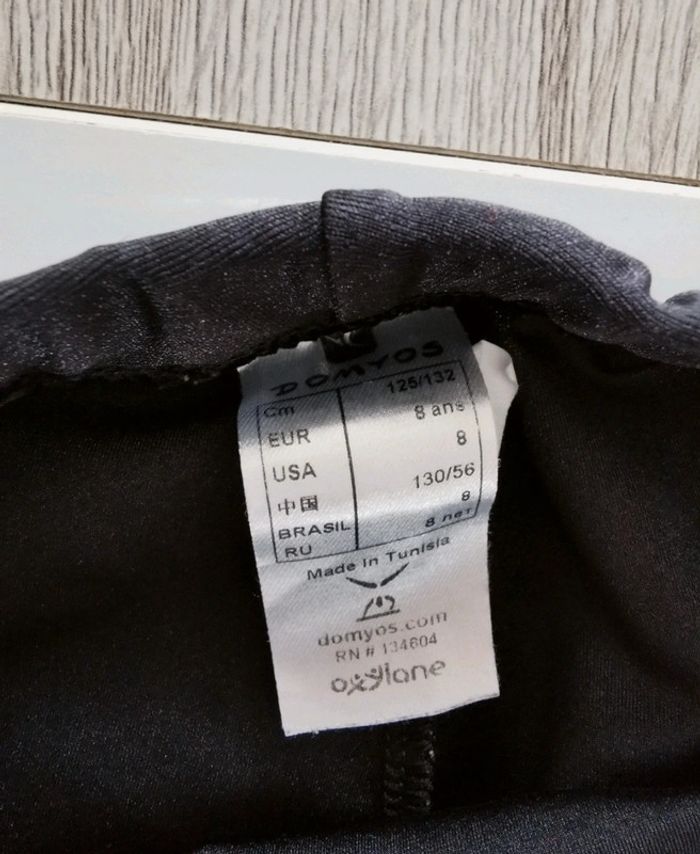 DOMYOS
Cm 125/132
EUR 8 ans
USA 8
中国 130/56
BRASIL 8
RU 8 лет
Made In Tunisia
domyos.com
RN # 134604
oxylane